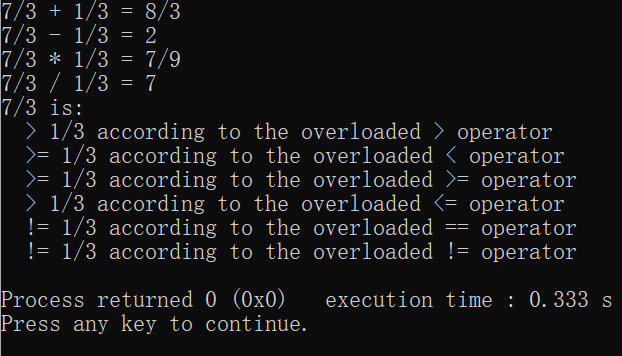 7/3 + 1/3 = 8/3
7/3 - 1/3 = 2
7/3 * 1/3 = 7/9
7/3 / 1/3 = 7
7/3 is:
  > 1/3 according to the overloaded > operator
  >= 1/3 according to the overloaded < operator
  >= 1/3 according to the overloaded >= operator
  > 1/3 according to the overloaded <= operator
  != 1/3 according to the overloaded == operator
  != 1/3 according to the overloaded != operator

Process returned 0 (0x0)   execution time : 0.333 s
Press any key to continue.